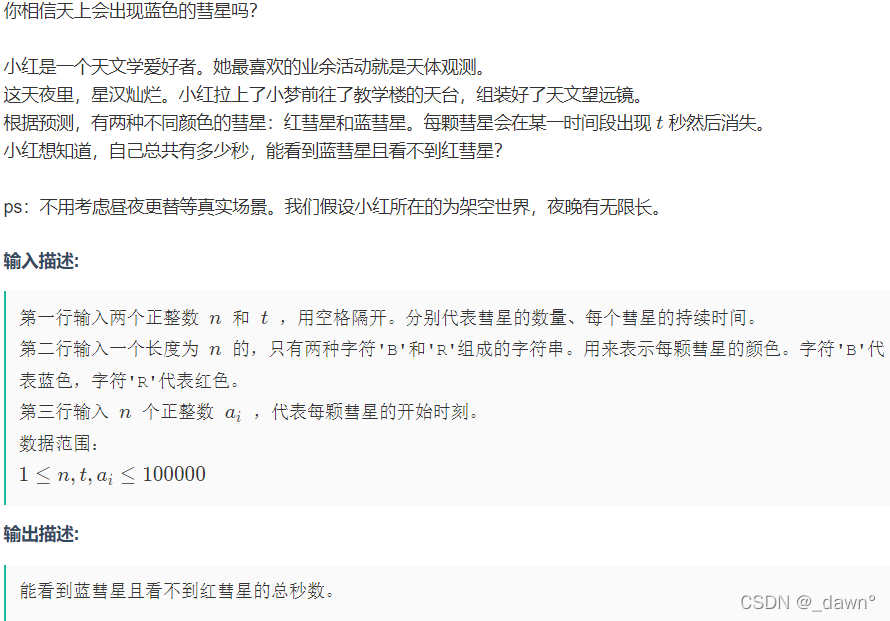 你相信天上会出现蓝色的彗星吗？
小红是一个天文学爱好者。她最喜欢的业余活动就是天体观测。
这天夜里，星汉灿烂。小红拉上了小梦前往了教学楼的天台，组装好了天文望远镜。
根据预测，有两种不同颜色的彗星：红彗星和蓝彗星。每颗彗星会在某一时间段出现 t 秒然后消失。
小红想知道，自己总共有多少秒，能看到蓝彗星且看不到红彗星？
ps：不用考虑昼夜更替等真实场景。我们假设小红所在的为架空世界，夜晚有无限长。
输入描述:
第一行输入两个正整数 n 和 t ，用空格隔开。分别代表彗星的数量、每个彗星的持续时间。
第二行输入一个长度为 n 的，只有两种字符'B'和'R'组成的字符串。用来表示每颗彗星的颜色。字符'B'代
表蓝色，字符'R'代表红色。
第三行输入 n 个正整数 a_i ，代表每颗彗星的开始时刻。
数据范围：
1 ≤ n, t, a_i ≤ 100000
输出描述:
能看到蓝彗星且看不到红彗星的总秒数。
CSDN @_dawn°